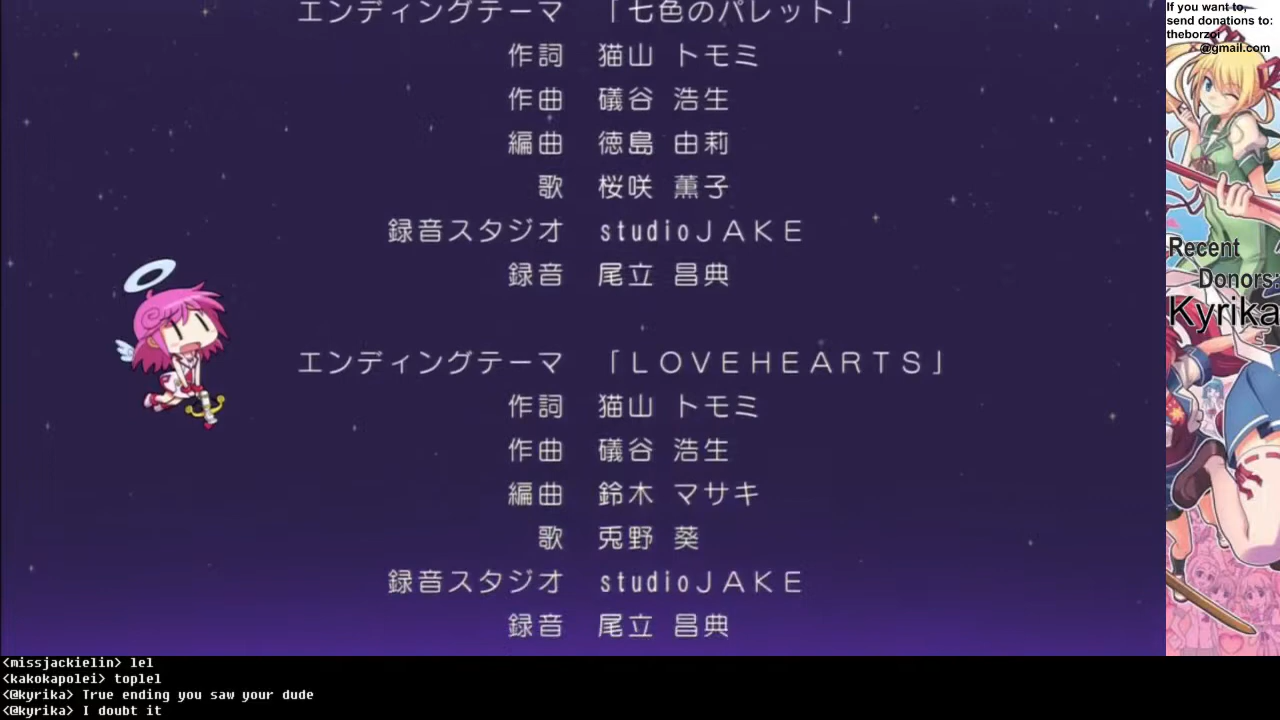 エンディングテーマ 「七色のパレット」
作詞 猫山 トモミ
作曲 礒谷 浩生
編曲 徳島 由莉
歌 桜咲 薫子
録音スタジオ studioJAKE
録音 尾立 昌典
エンディングテーマ 「LOVEHEARTS」
作詞 猫山 トモミ
作曲 礒谷 浩生
編曲 鈴木 マサキ
歌 兎野 葵
録音スタジオ studioJAKE
録音 尾立 昌典
If you want to,
send donations to:
theborzoi
@gmail.com
Recent
Donors:
Kyrika
<missjackielin> lel
<kakokapolei> toplel
<@kyrika> True ending you saw your dude
<@kyrika> I doubt it